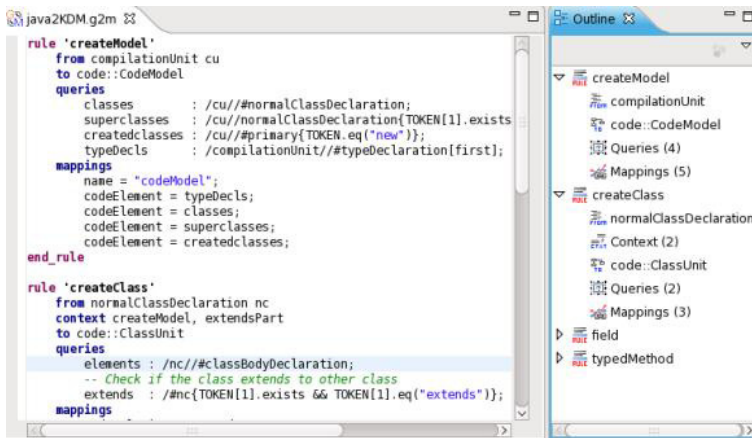 java2KDM.g2m
rule 'createModel'
from compilationUnit cu
to code::CodeModel
queries
classes : /cu//#normalClassDeclaration;
superclasses : /cu//normalClassDeclaration{TOKEN[1].exists
createdclasses : /cu//#primary{TOKEN.eq("new")};
typeDecls : /compilationUnit//#typeDeclaration[first];
mappings
name = "codeModel";
codeElement = typeDecls;
codeElement = classes;
codeElement = superclasses;
codeElement = createdclasses;
end_rule
rule 'createClass'
from normalClassDeclaration nc
context createModel, extendsPart
to code::ClassUnit
queries
elements : /nc//#classBodyDeclaration;
-- Check if the class extends to other class
extends : /#nc{TOKEN[1].exists && TOKEN[1].eq("extends")};
mappings
Outline
createModel
compilationUnit
code::CodeModel
Queries (4)
Mappings (5)
createClass
normalClassDeclaration
Context (2)
code::ClassUnit
Queries (2)
Mappings (3)
field
typedMethod